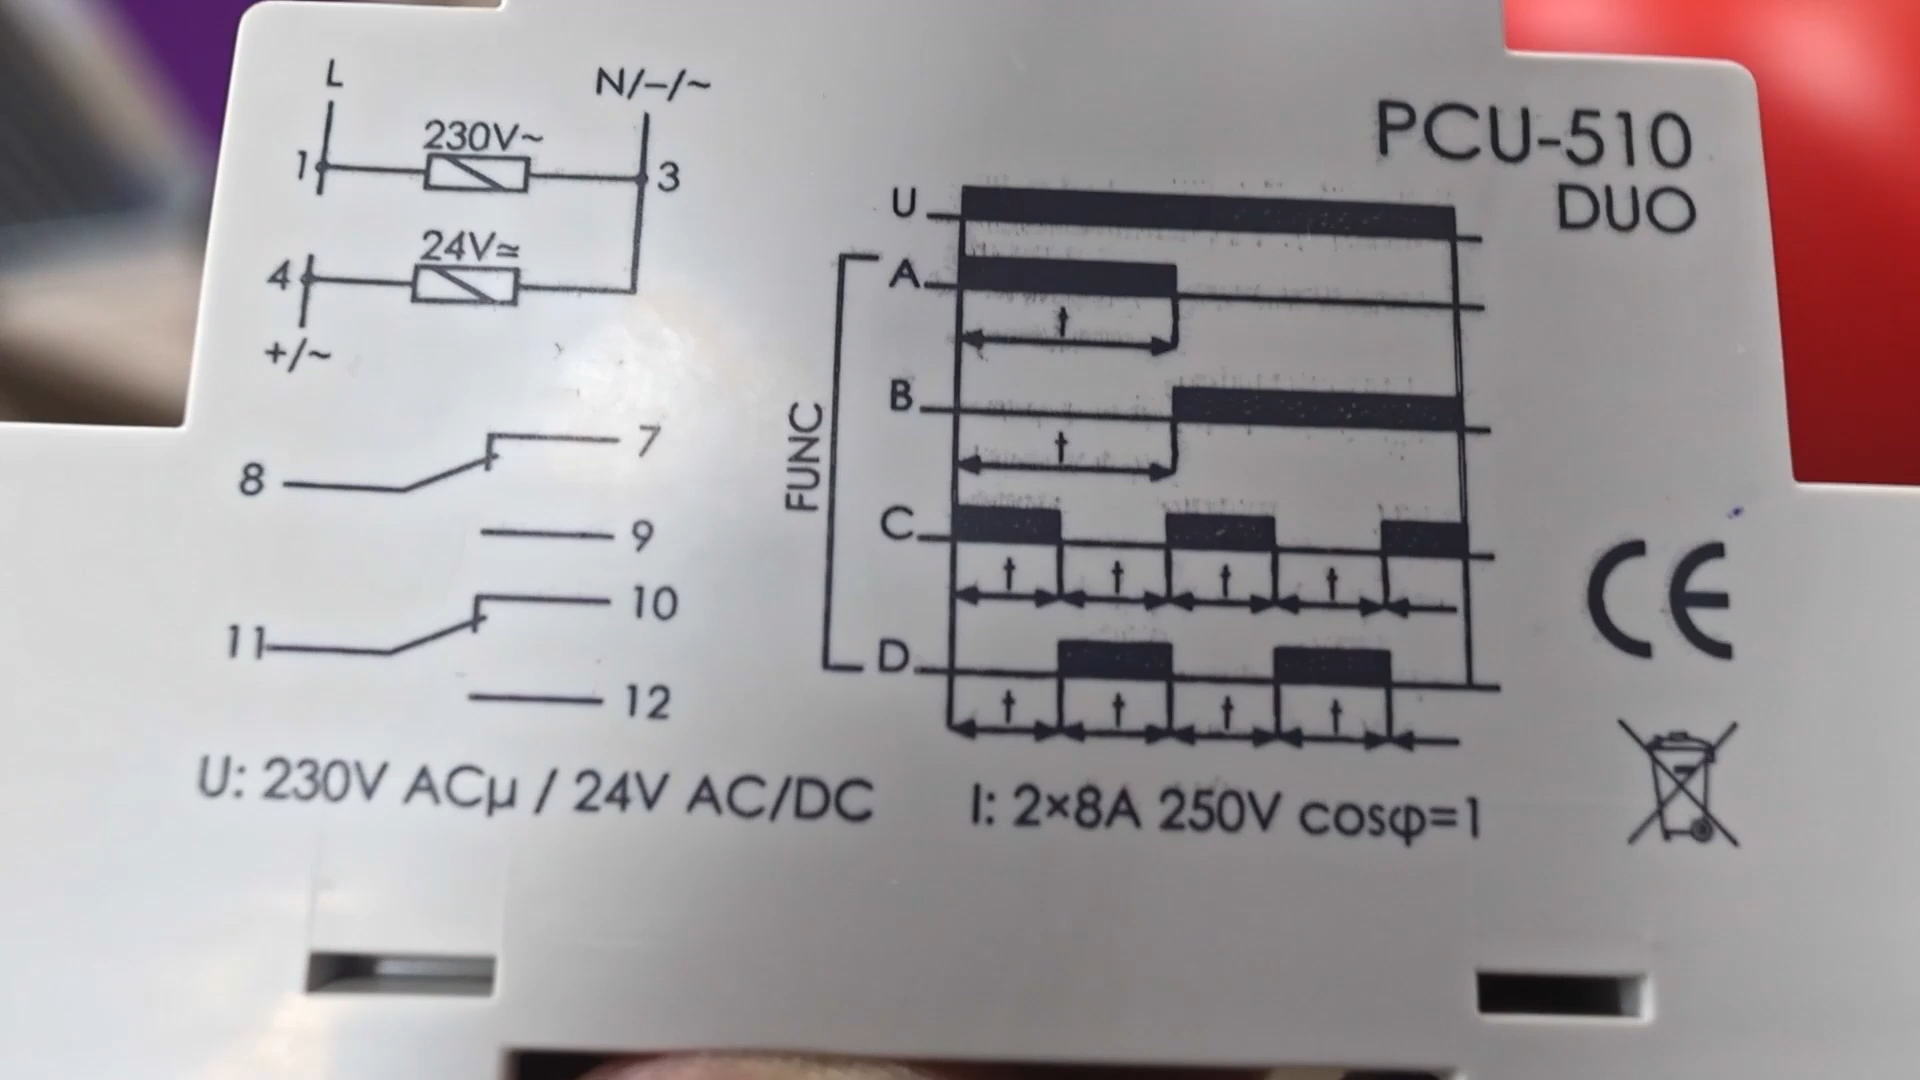 L N/–/~
230V~
1 3
24V≃
4
+/~
8 7
9
11 10
12
U: 230V ACµ / 24V AC/DC
PCU-510
DUO
FUNC
U
A
t
B
t
C
t t t t
D
t t t t
I: 2×8A 250V cosφ=1
CE